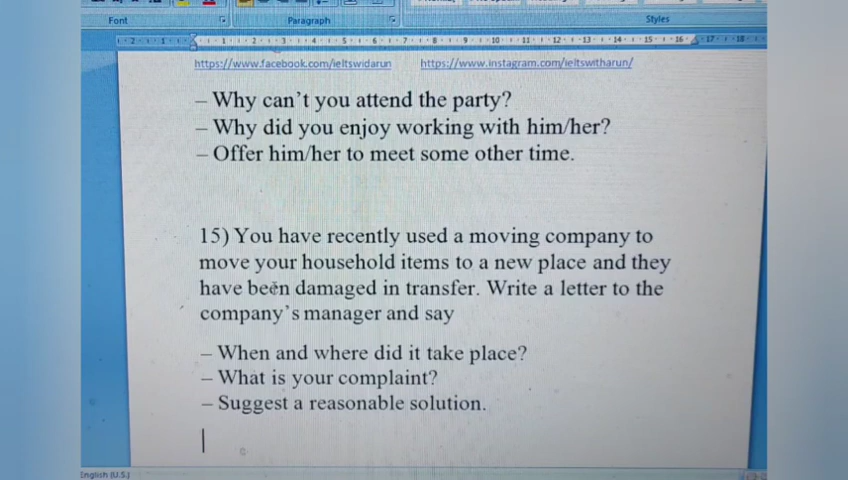 Font
Paragraph
Styles
https://www.facebook.com/ieltswidarun https://www.instagram.com/ieltswitharun/
– Why can't you attend the party?
– Why did you enjoy working with him/her?
– Offer him/her to meet some other time.
15) You have recently used a moving company to
move your household items to a new place and they
have been damaged in transfer. Write a letter to the
company's manager and say
– When and where did it take place?
– What is your complaint?
– Suggest a reasonable solution.
English (U.S.)